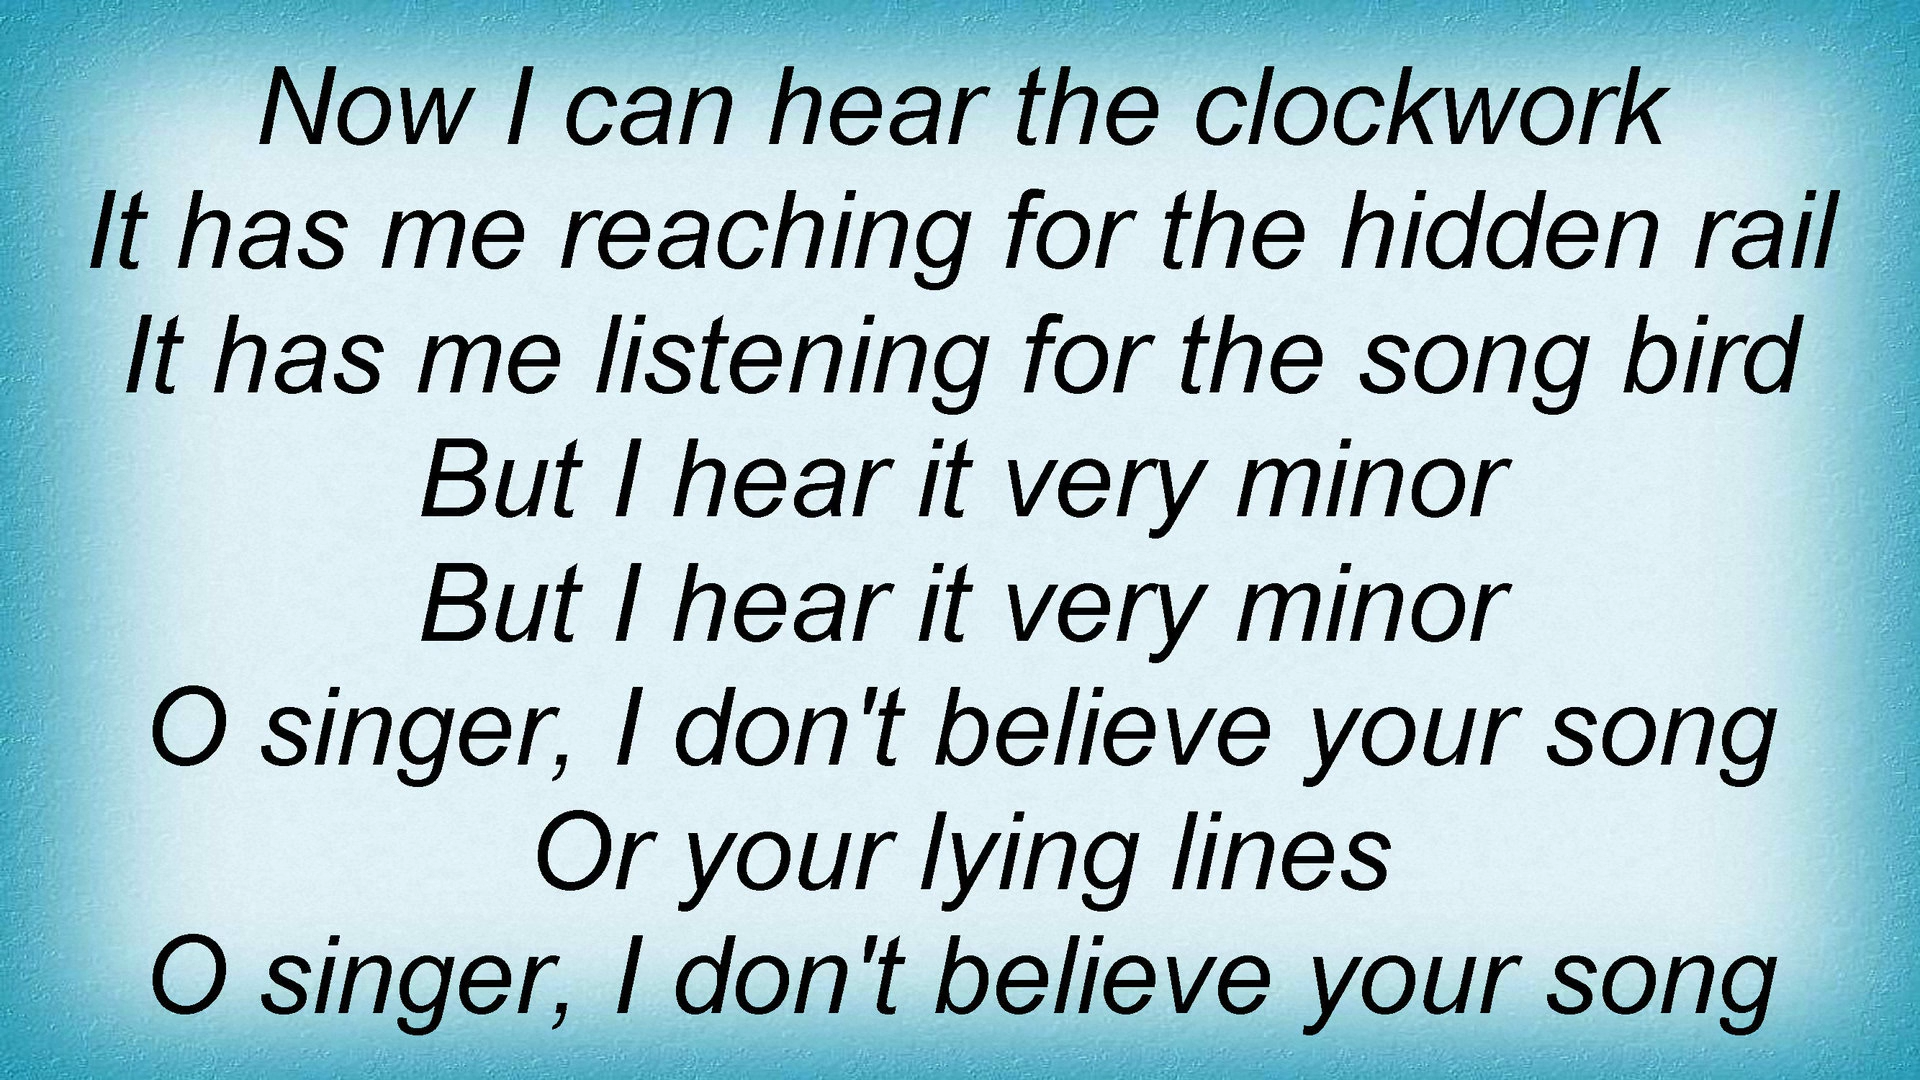 Now I can hear the clockwork
It has me reaching for the hidden rail
It has me listening for the song bird
But I hear it very minor
But I hear it very minor
O singer, I don't believe your song
Or your lying lines
O singer, I don't believe your song